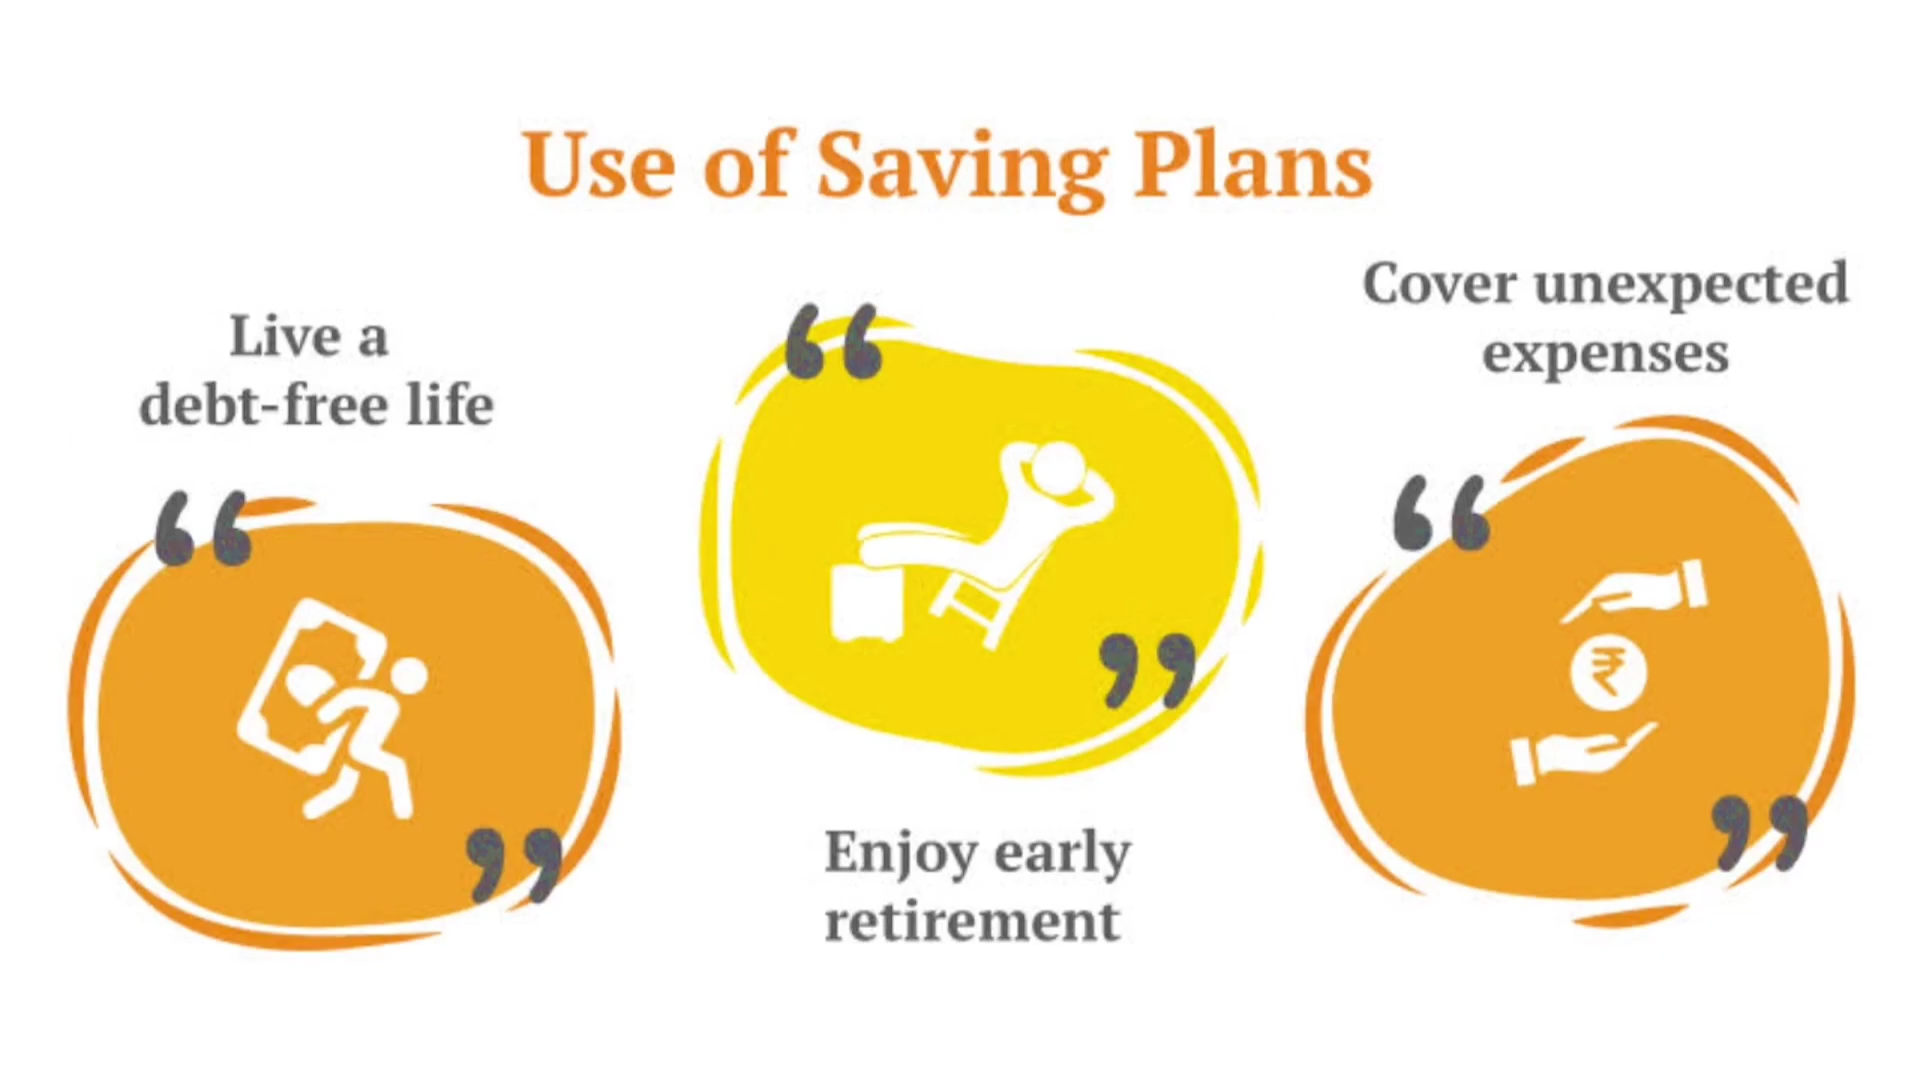 Use of Saving Plans
Live a
debt-free life
Enjoy early
retirement
Cover unexpected
expenses
₹